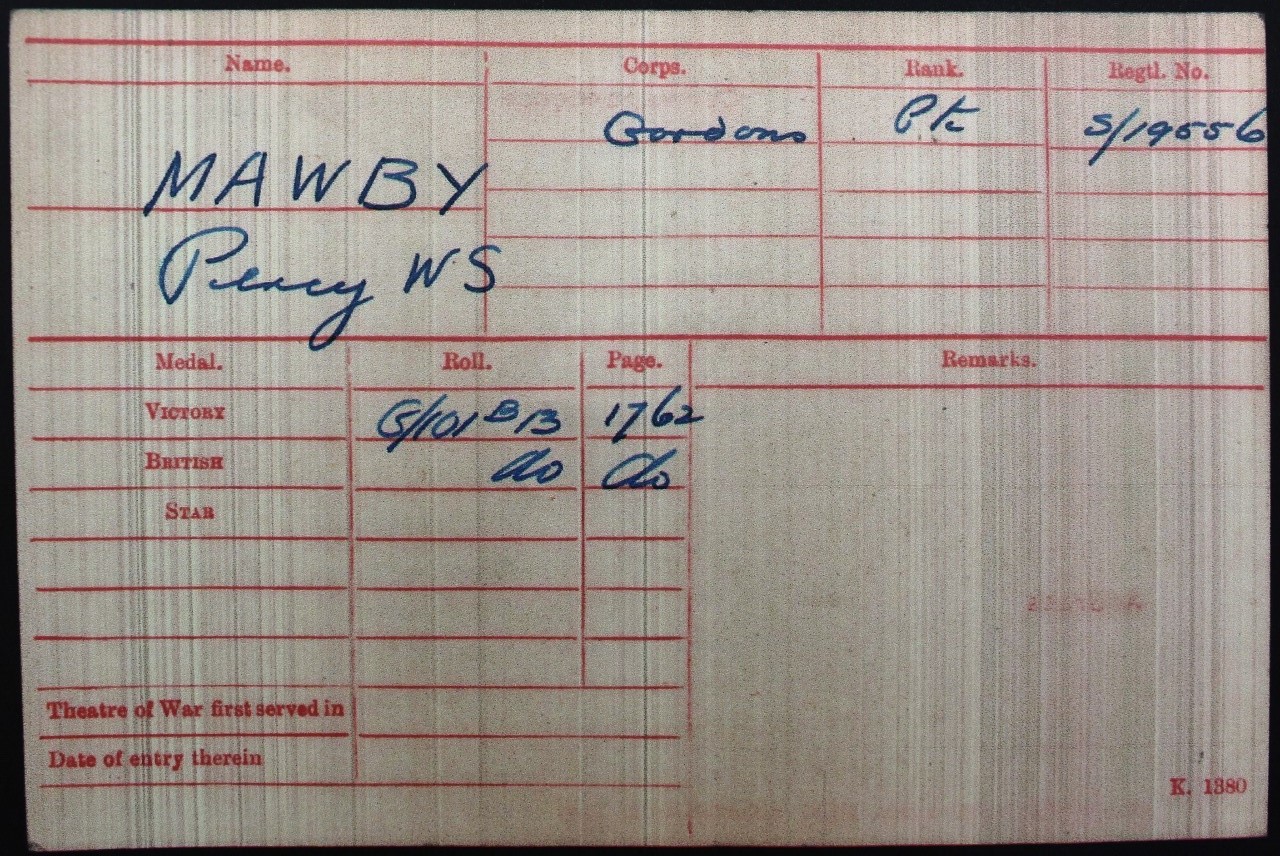 Name. Corps. Rank. Regtl. No.
Gordons Pte S/19556
MAWBY
Percy W S
Medal. Roll. Page. Remarks.
VICTORY G/101 B 13 1762
BRITISH do do
STAR
Theatre of War first served in
Date of entry therein
K. 1380